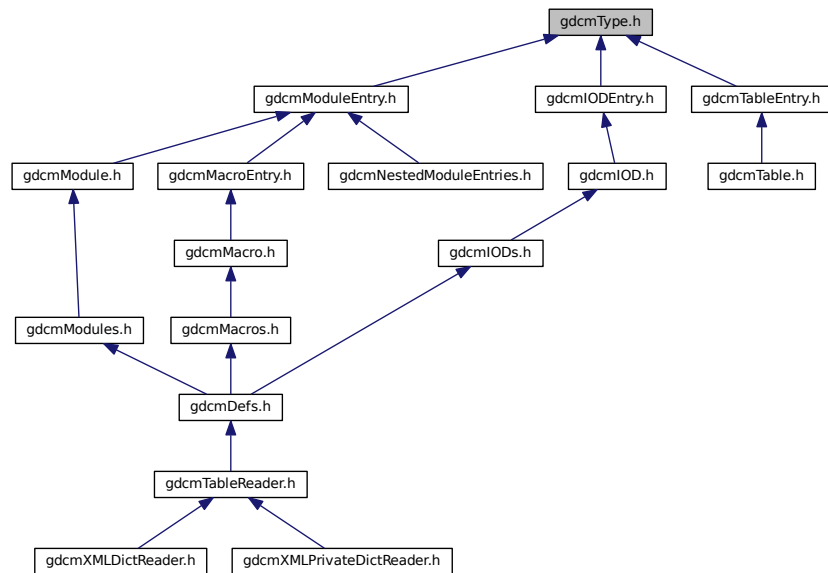 gdcmType.h
gdcmModuleEntry.h
gdcmIODEntry.h
gdcmTableEntry.h
gdcmModule.h
gdcmMacroEntry.h
gdcmNestedModuleEntries.h
gdcmIOD.h
gdcmTable.h
gdcmMacro.h
gdcmIODs.h
gdcmModules.h
gdcmMacros.h
gdcmDefs.h
gdcmTableReader.h
gdcmXMLDictReader.h
gdcmXMLPrivateDictReader.h